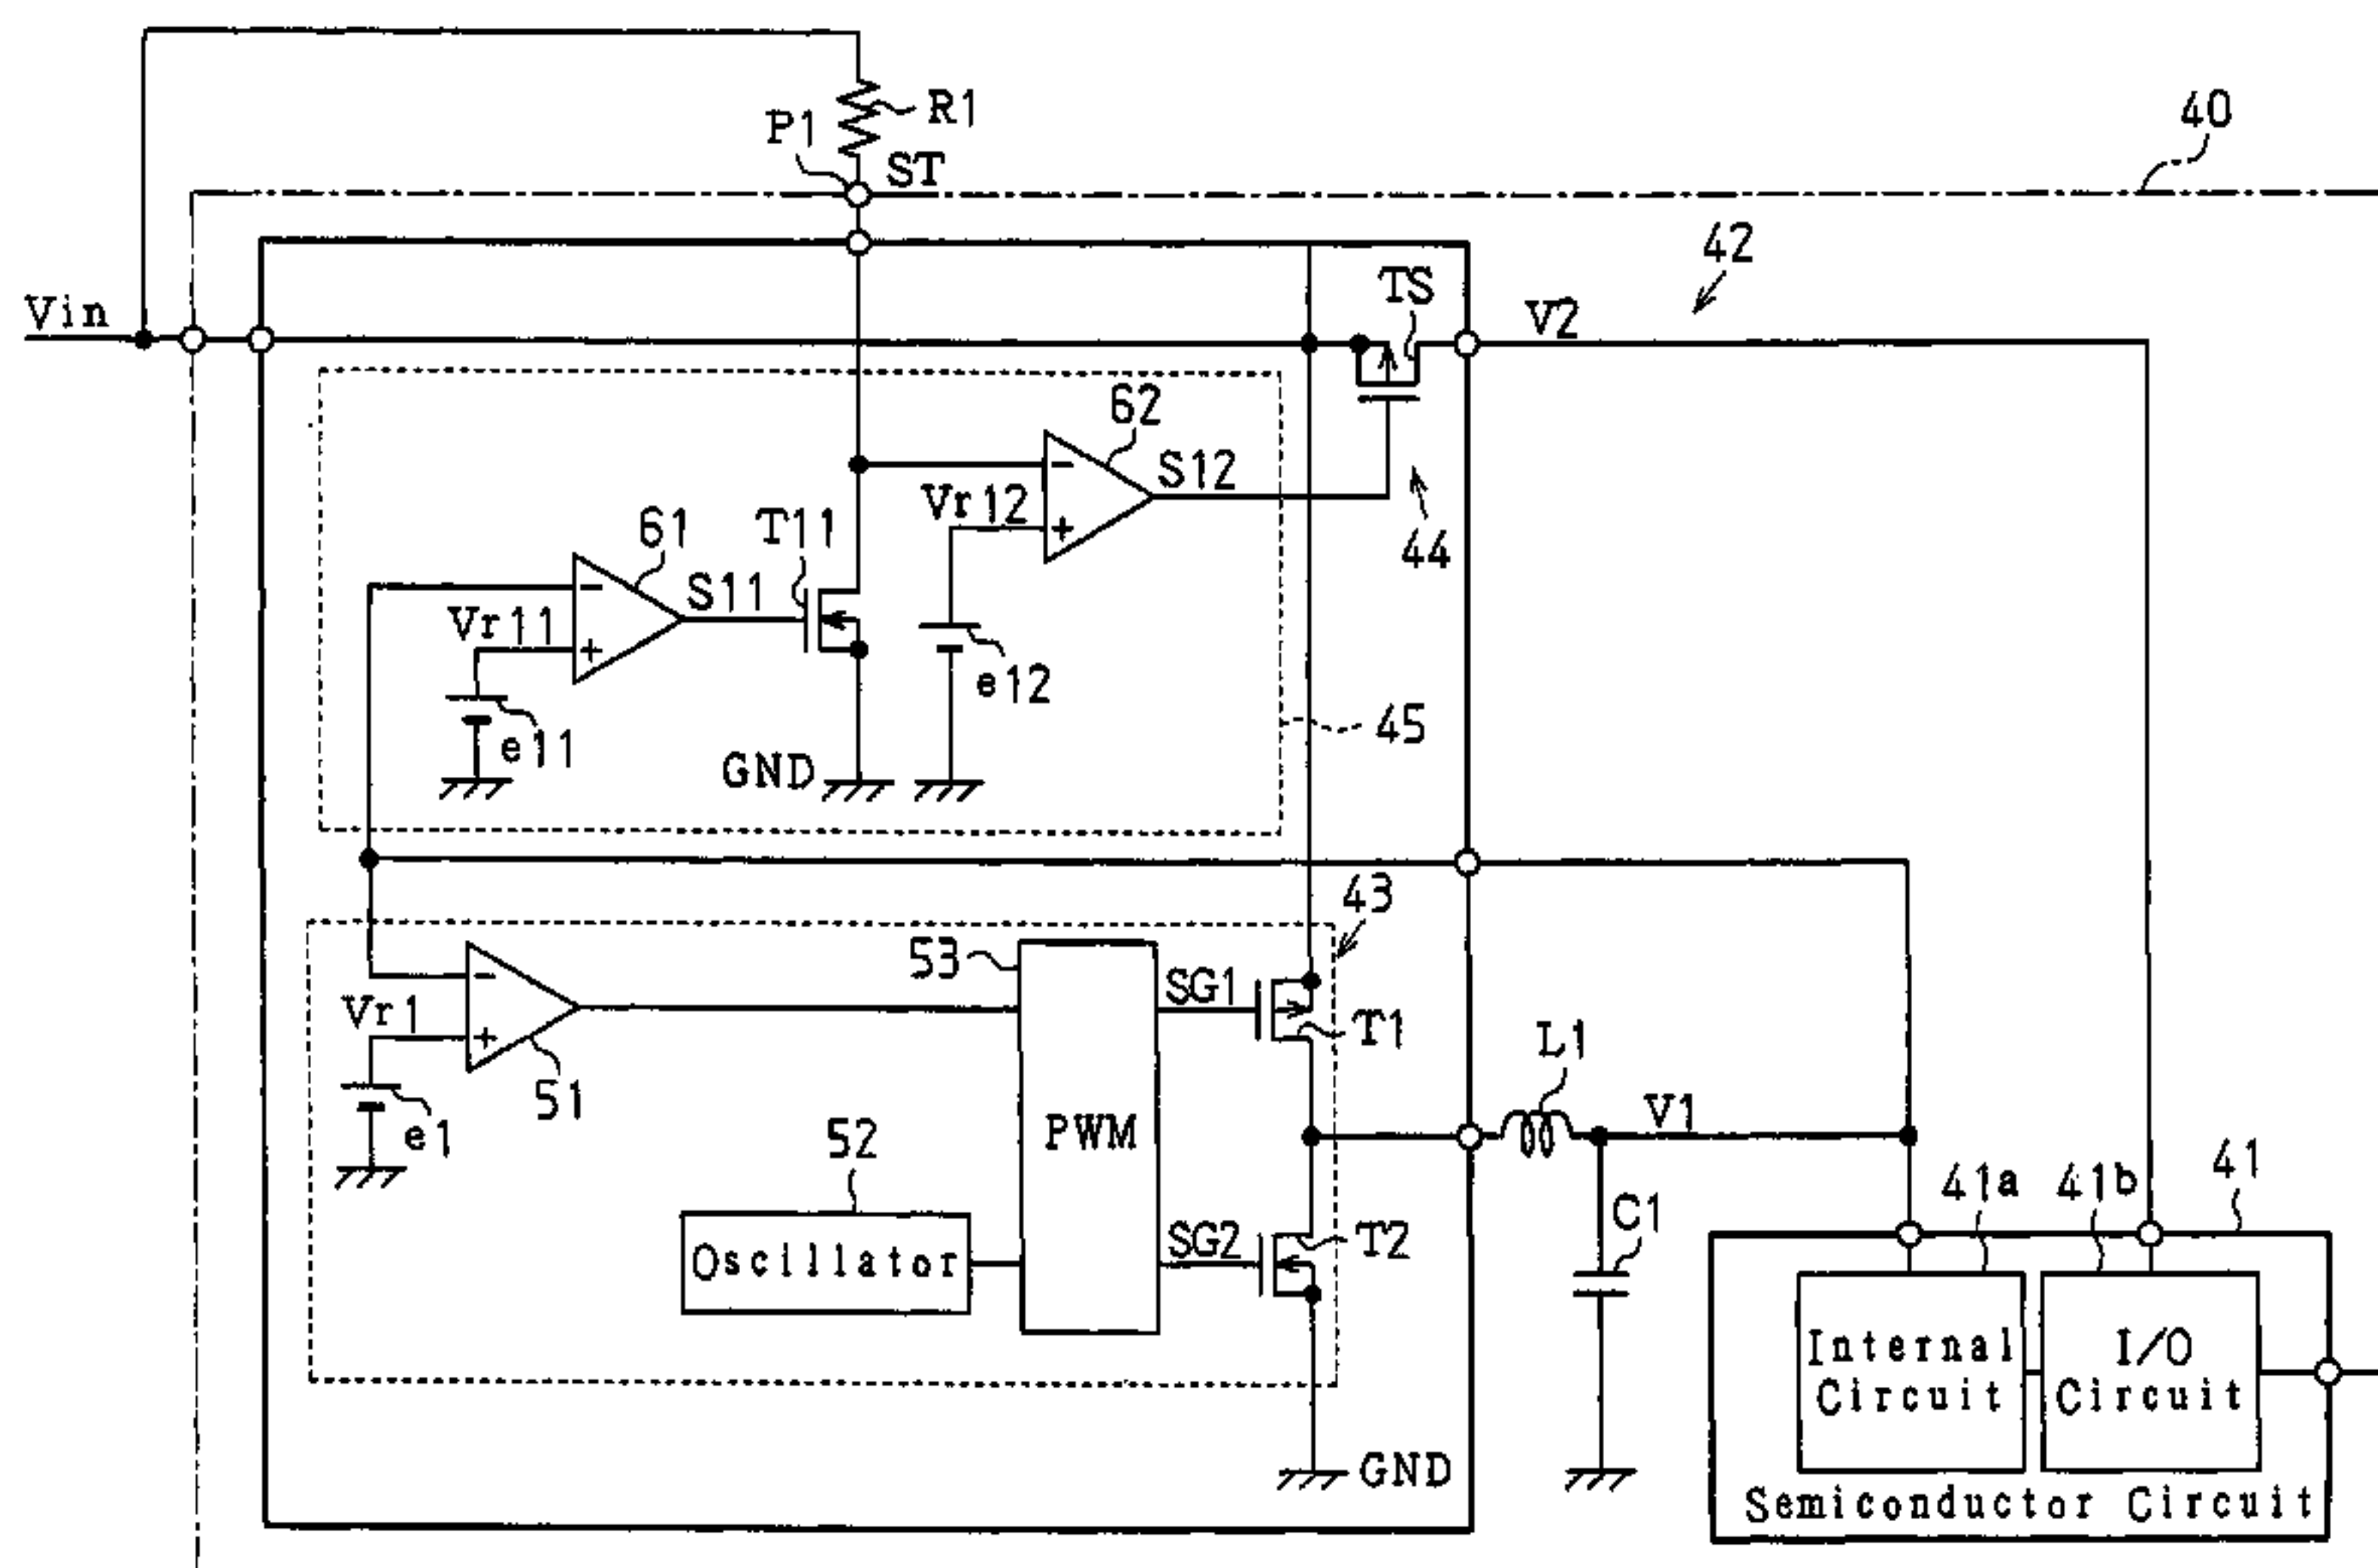 R1
P1
ST
40
42
TS
Vin
V2
62
S12
Vr12
44
61
T11
S11
Vr11
e12
e11
45
GND
43
53
SG1
Vr1
T1
L1
51
V1
e1
52
PWM
41a
41b
41
C1
SG2
T2
Oscillator
Internal
Circuit
I/O
Circuit
GND
Semiconductor Circuit